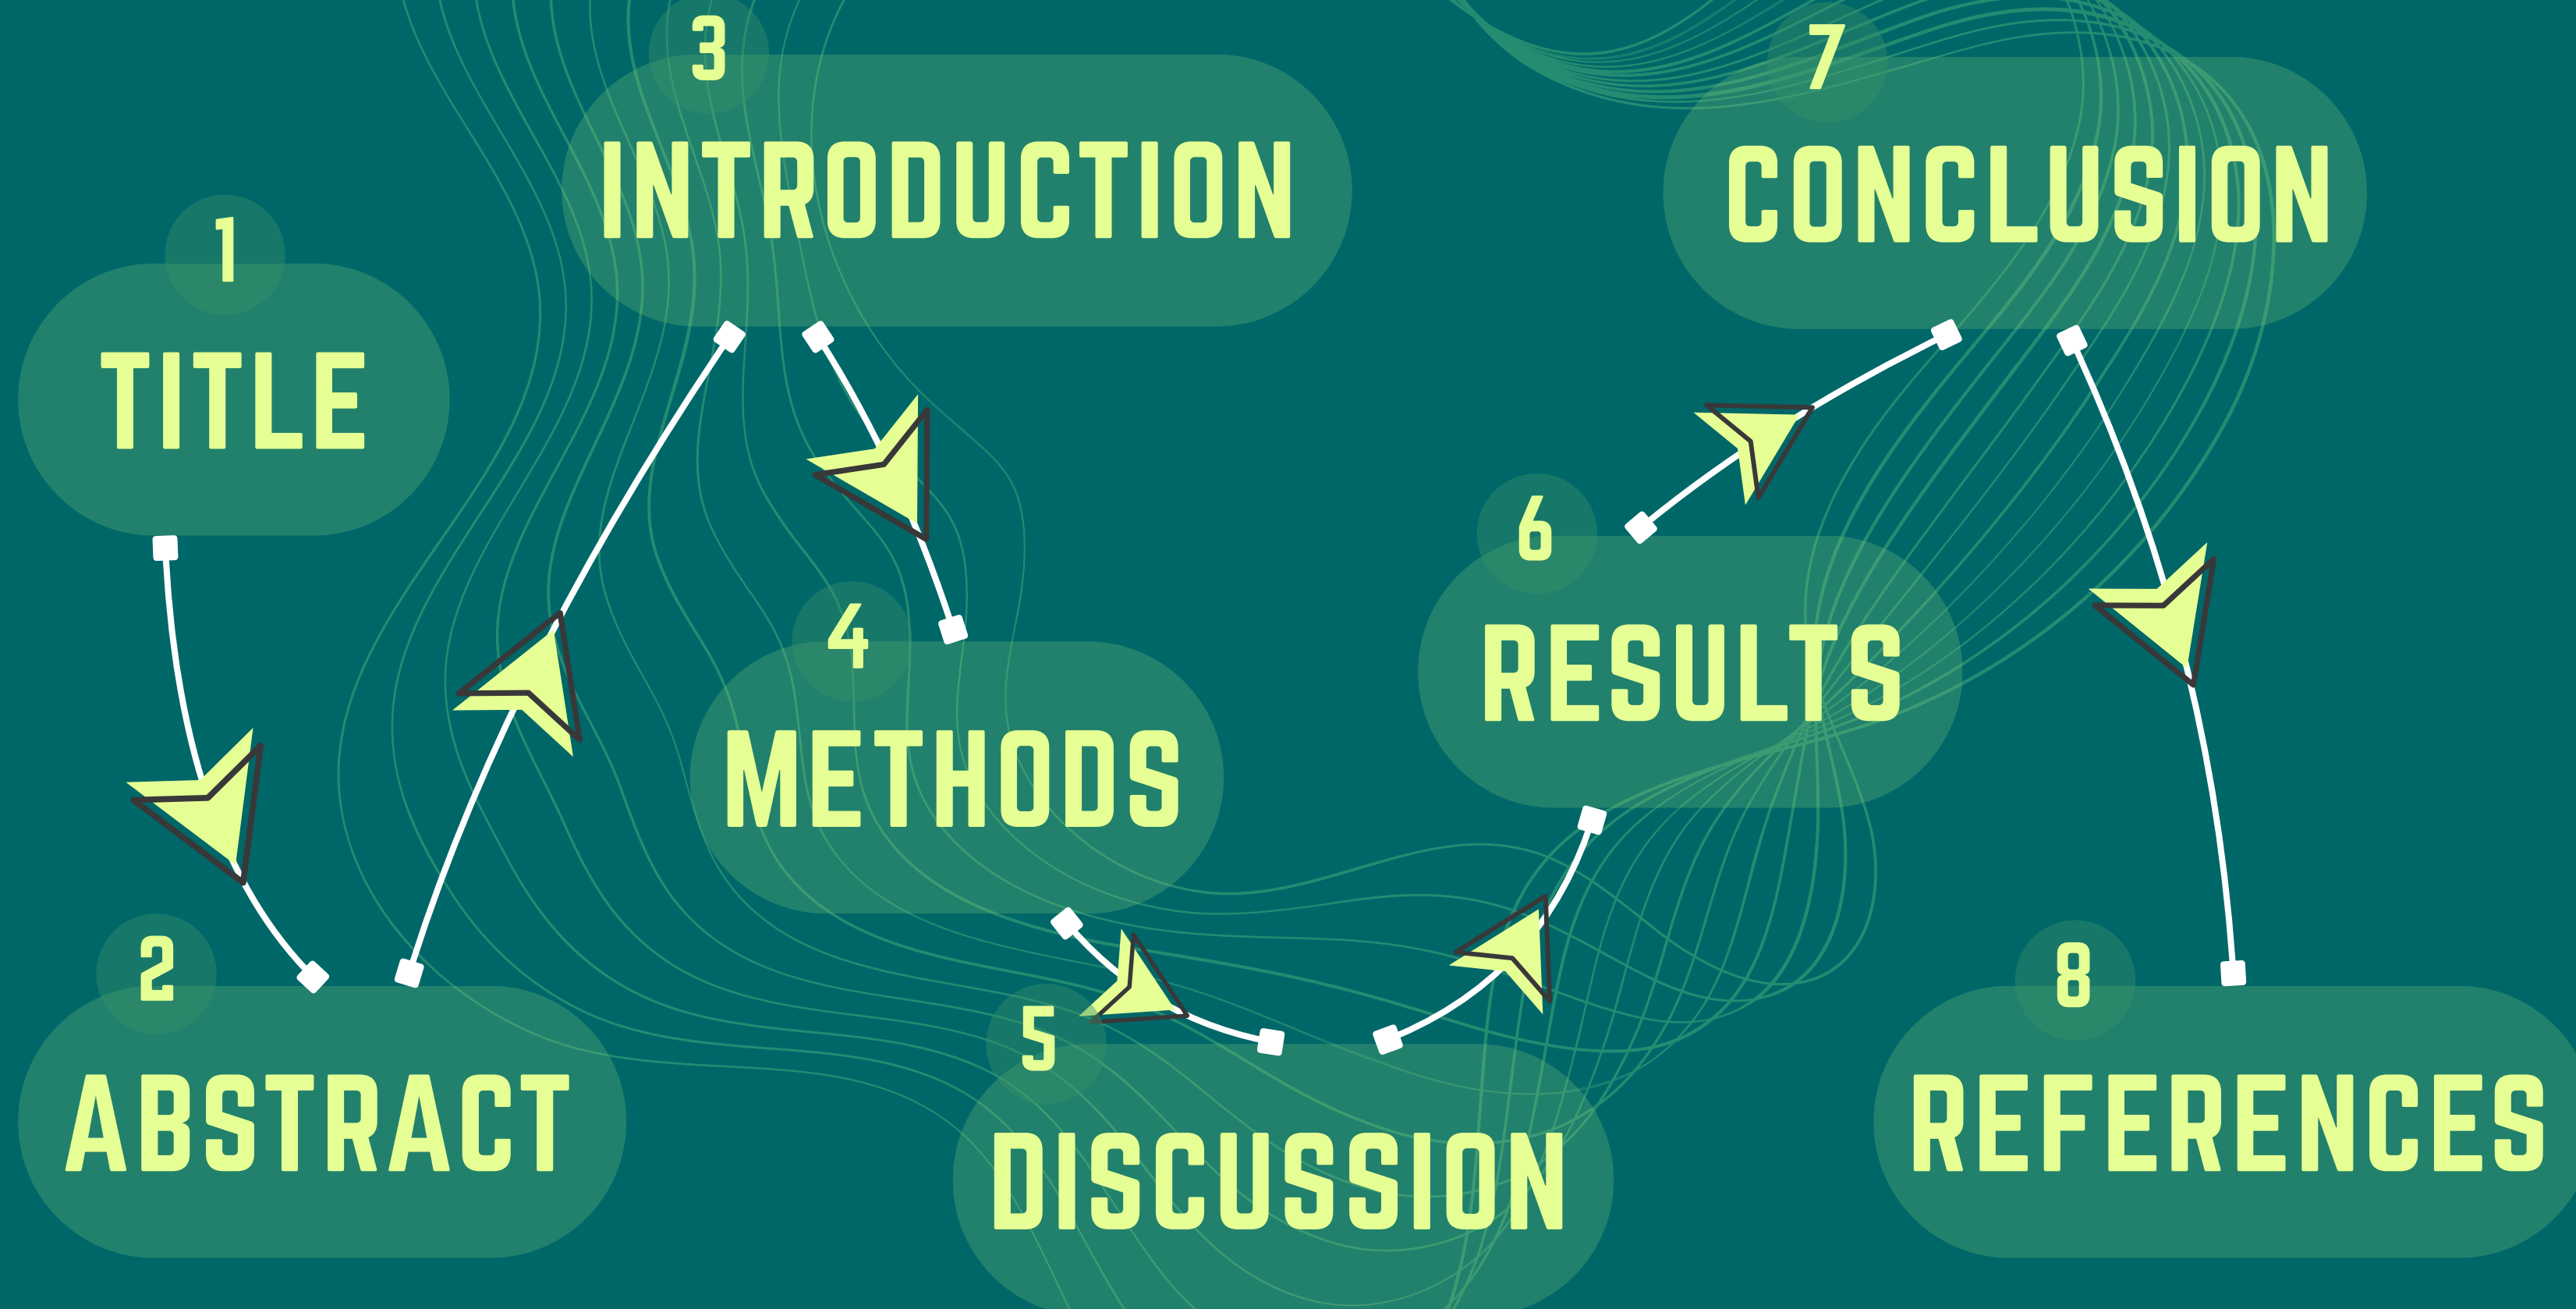 1
TITLE
2
ABSTRACT
3
INTRODUCTION
4
METHODS
5
DISCUSSION
6
RESULTS
7
CONCLUSION
8
REFERENCES